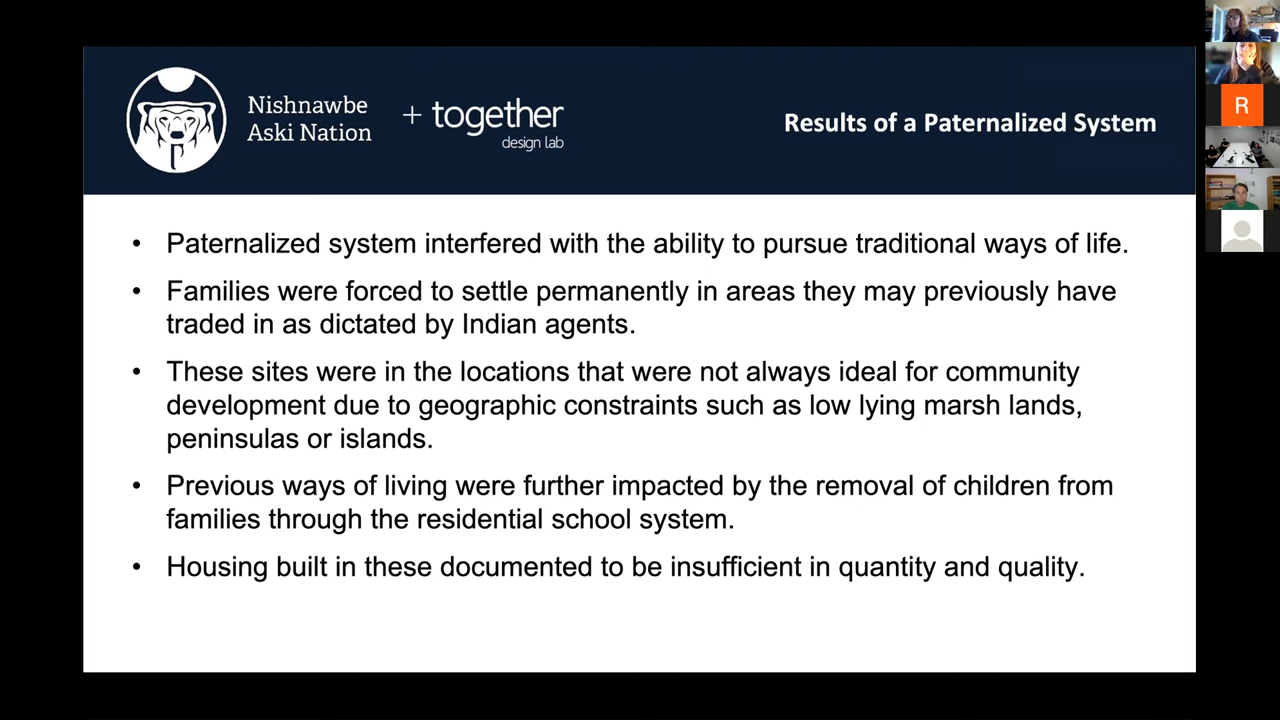 Nishnawbe
Aski Nation
+ together
design lab
Results of a Paternalized System
• Paternalized system interfered with the ability to pursue traditional ways of life.
• Families were forced to settle permanently in areas they may previously have
traded in as dictated by Indian agents.
• These sites were in the locations that were not always ideal for community
development due to geographic constraints such as low lying marsh lands,
peninsulas or islands.
• Previous ways of living were further impacted by the removal of children from
families through the residential school system.
• Housing built in these documented to be insufficient in quantity and quality.
R